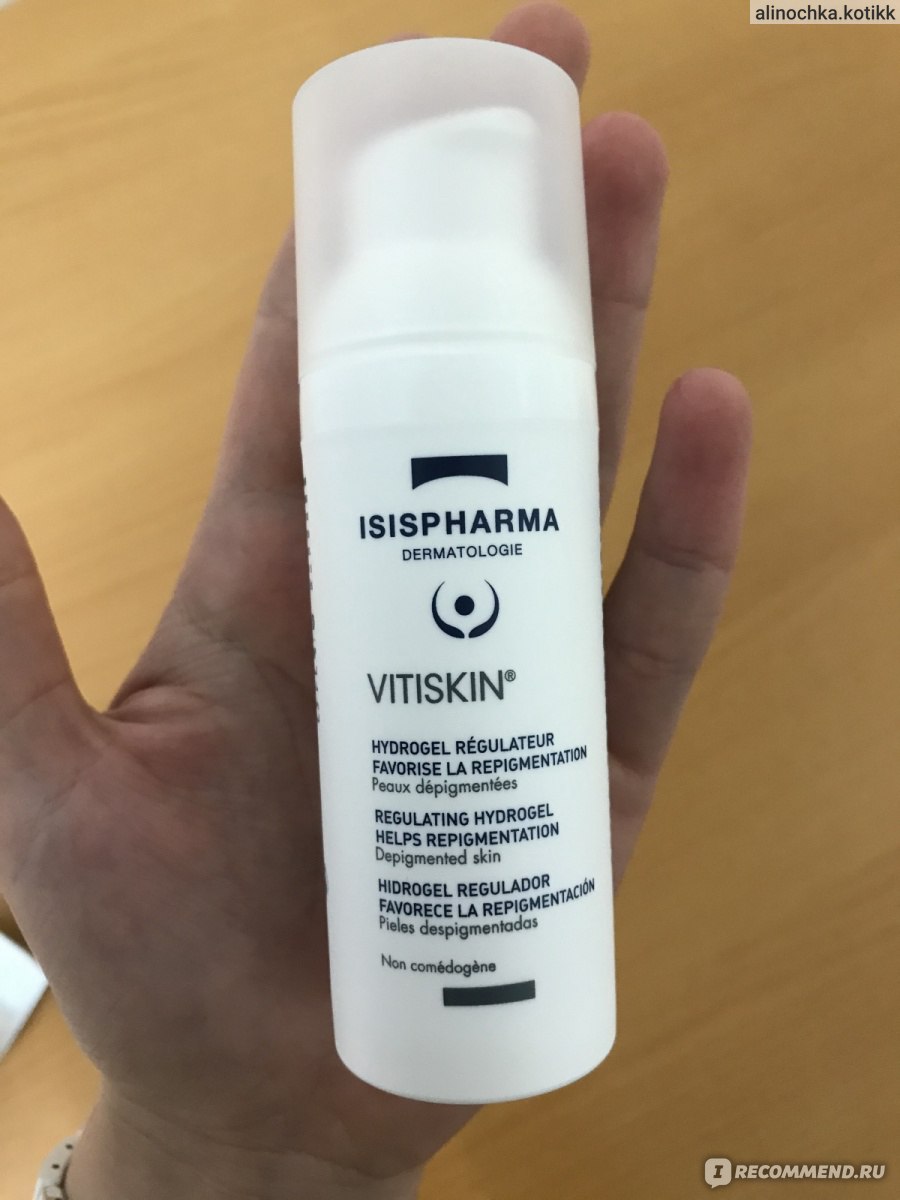 alinochka.kotikk
ISISPHARMA
DERMATOLOGIE
VITISKIN®
HYDROGEL RÉGULATEUR
FAVORISE LA REPIGMENTATION
Peaux dépigmentées
REGULATING HYDROGEL
HELPS REPIGMENTATION
Depigmented skin
HIDROGEL REGULADOR
FAVORECE LA REPIGMENTACIÓN
Pieles despigmentadas
Non comédogène
IRECOMMEND.RU